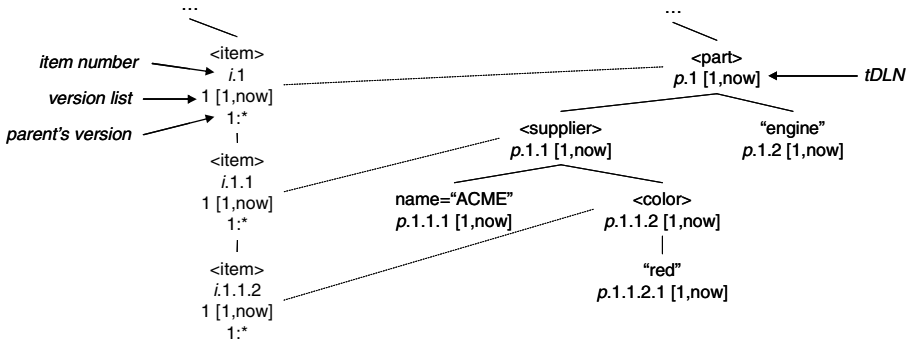 ...
...
<item>
<part>
item number
i.1
p.1 [1,now]
tDLN
version list
1 [1,now]
parent's version
1:*
<supplier>
“engine”
p.1.1 [1,now]
p.1.2 [1,now]
<item>
i.1.1
1 [1,now]
name=“ACME”
<color>
1:*
p.1.1.1 [1,now]
p.1.1.2 [1,now]
<item>
“red”
i.1.1.2
p.1.1.2.1 [1,now]
1 [1,now]
1:*